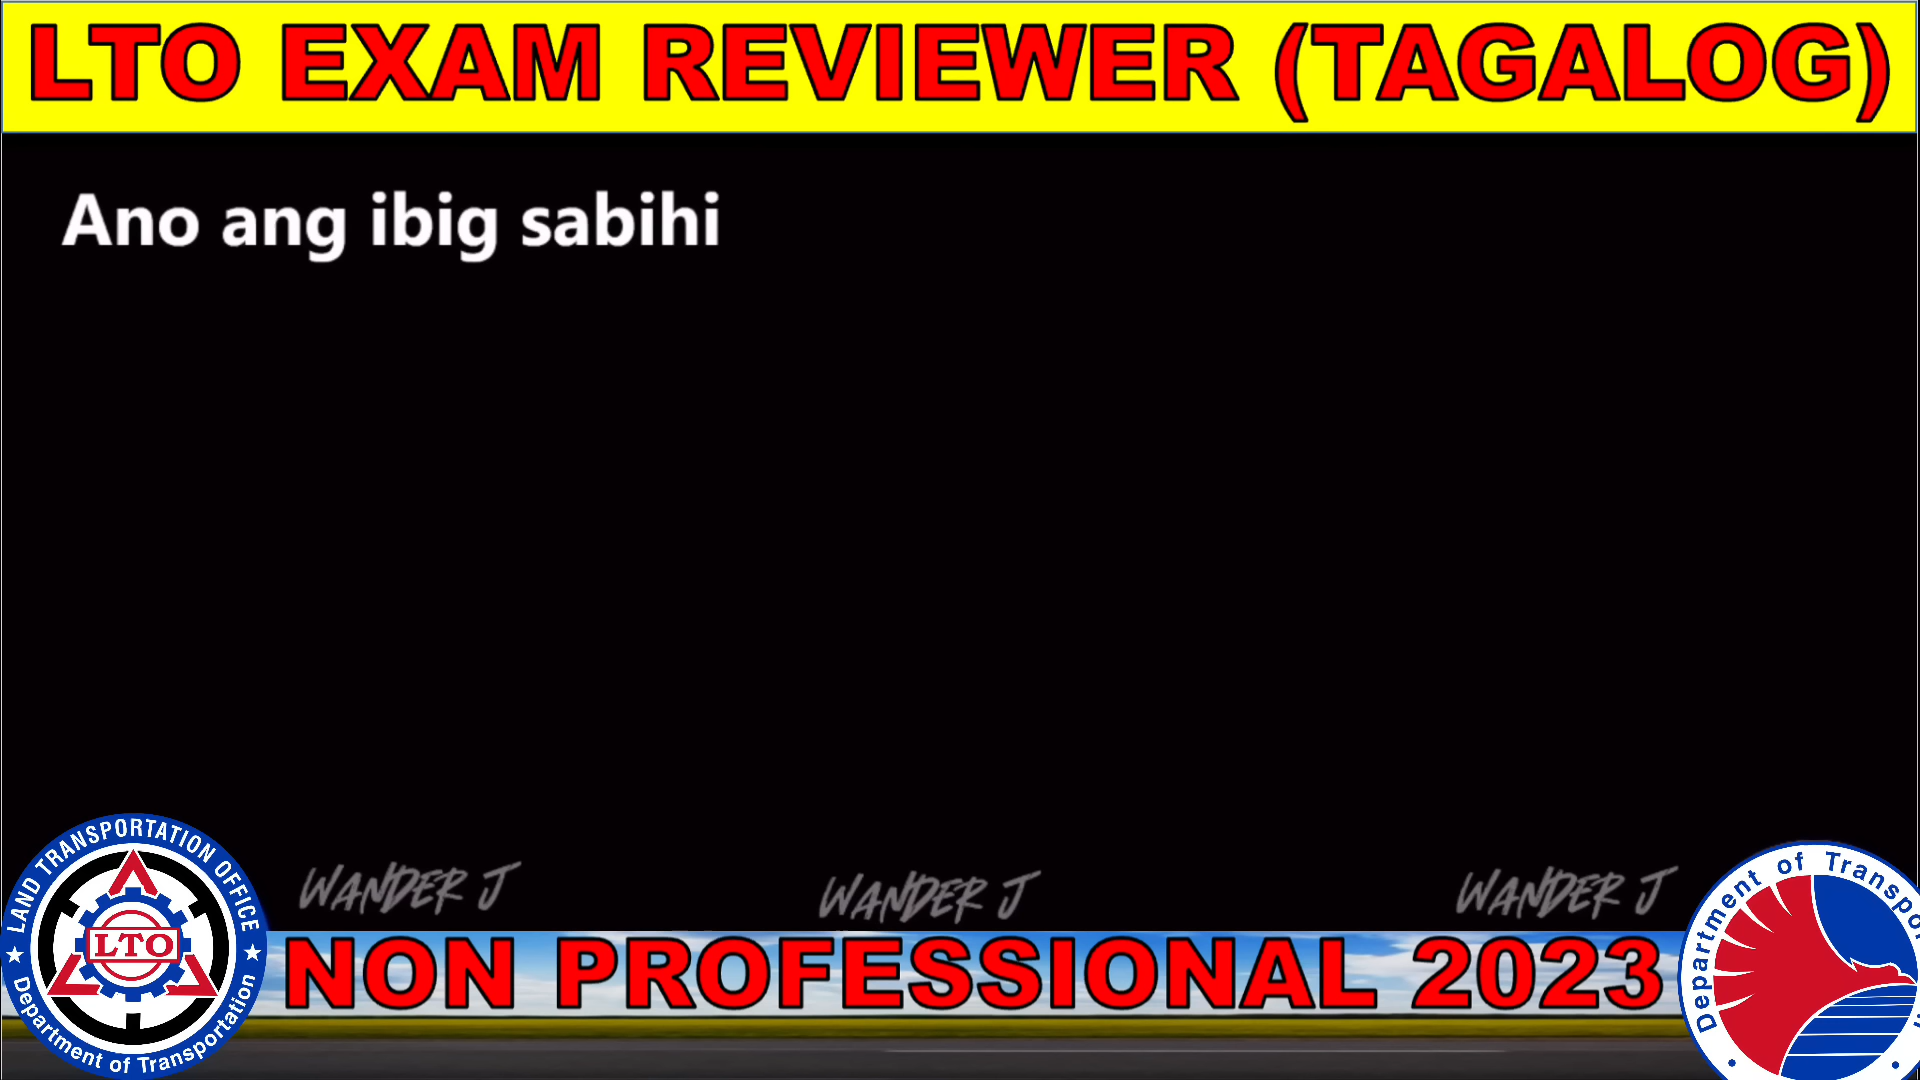 LTO EXAM REVIEWER (TAGALOG)
Ano ang ibig sabihi
WANDER J WANDER J WANDER J
LAND TRANSPORTATION OFFICE
LTO
Department of Transportation
NON PROFESSIONAL 2023
Department of Transpo